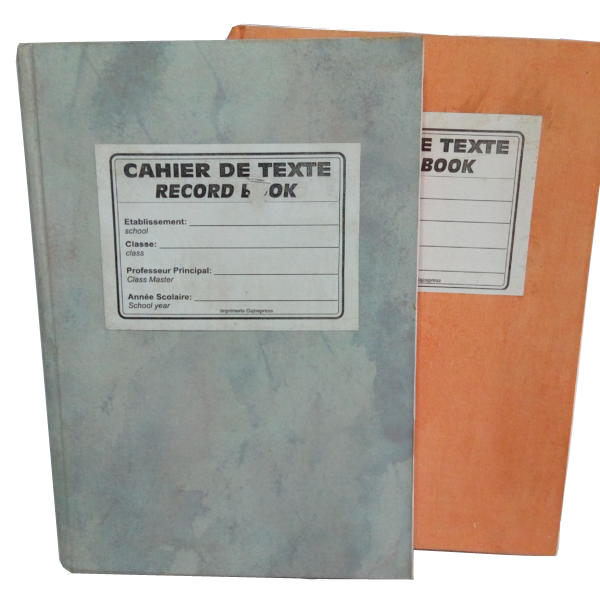 CAHIER DE TEXTE
RECORD BOOK
Etablissement:
school
Classe:
class
Professeur Principal:
Class Master
Année Scolaire:
School year
E TEXTE
BOOK